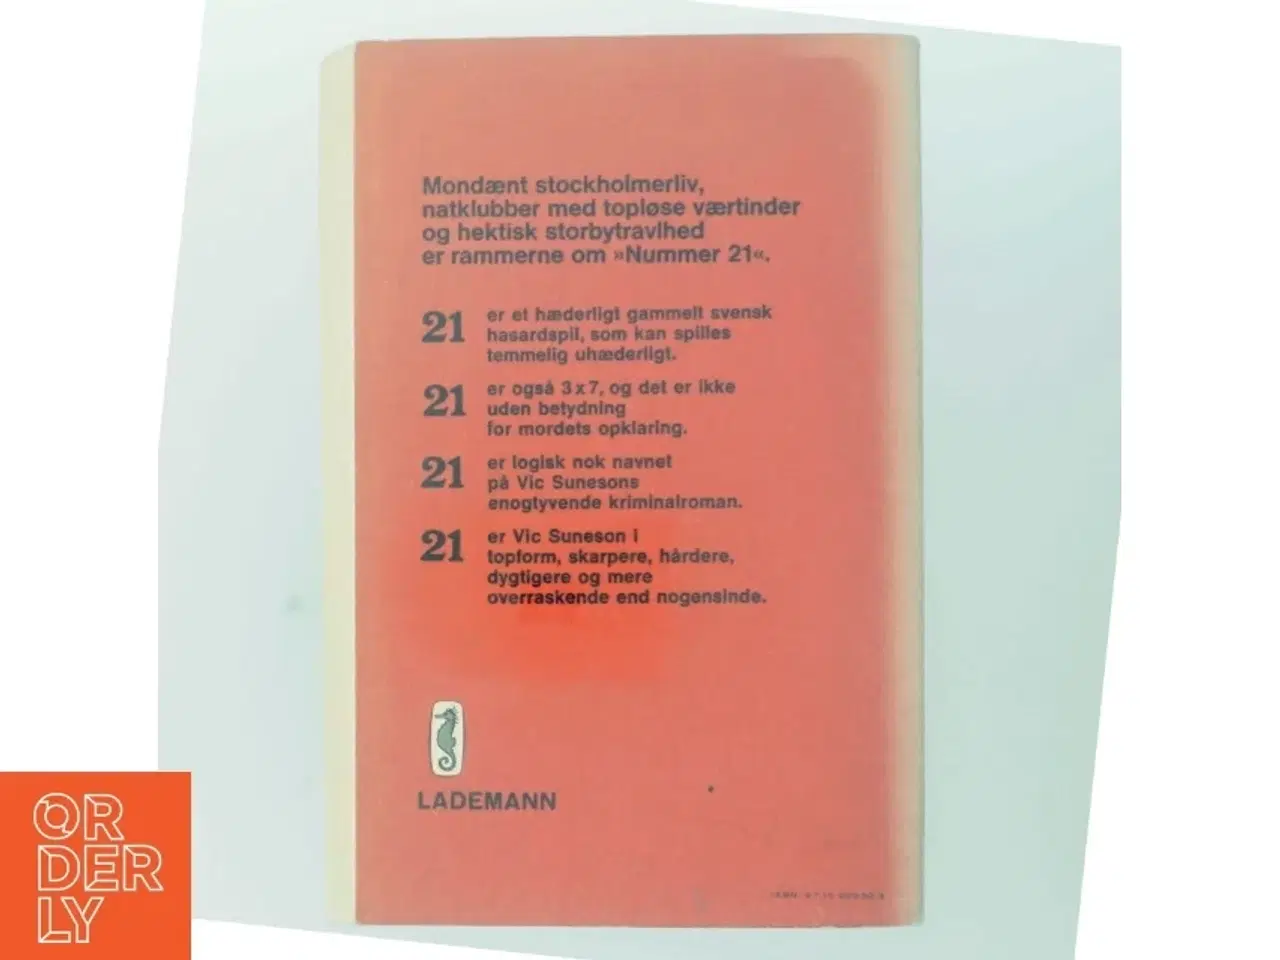 Mondænt stockholmerliv,
natklubber med topløse værtinder
og hektisk storbytravlhed
er rammerne om »Nummer 21«.
21 er et hæderligt gammelt svensk
hasardspil, som kan spilles
temmelig uhæderligt.
21 er også 3 x 7, og det er ikke
uden betydning
for mordets opklaring.
21 er logisk nok navnet
på Vic Sunesons
enogtyvende kriminalroman.
21 er Vic Suneson i
topform, skarpere, hårdere,
dygtigere og mere
overraskende end nogensinde.
LADEMANN
OR
DER
LY